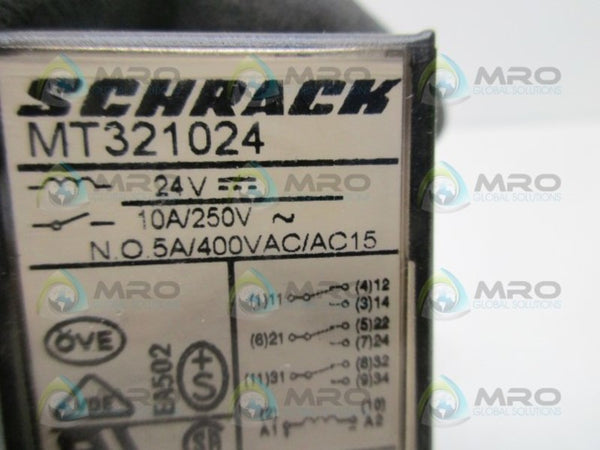 SCHRACK
MT321024
24V
10A/250V ~
N.O.5A/400VAC/AC15
(1)11 (4)12
(3)14
(6)21 (5)22
(7)24
(11)31 (8)32
(9)34
(2) (10)
A1 A2
ÖVE
EA502
+S
VDE
MRO
GLOBAL SOLUTIONS